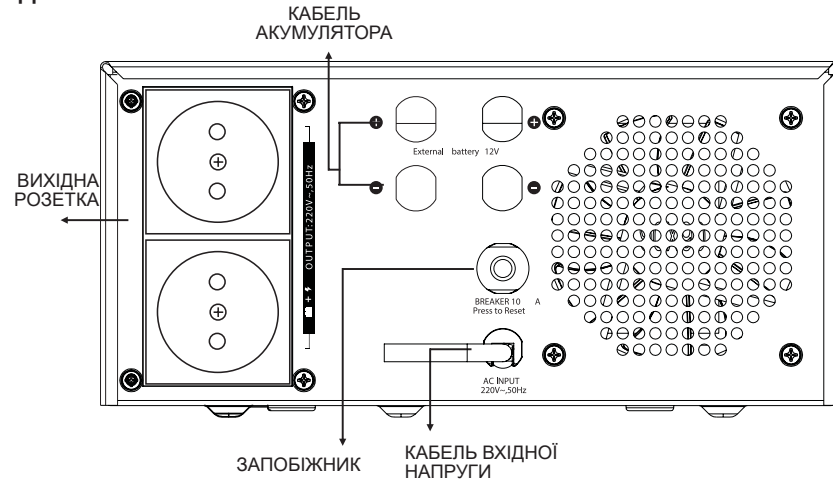 КАБЕЛЬ
АКУМУЛЯТОРА
External battery 12V
ВИХІДНА
РОЗЕТКА
OUTPUT:220V~,50Hz
BREAKER 10 A
Press to Reset
AC INPUT
220V~,50Hz
ЗАПОБІЖНИК
КАБЕЛЬ ВХІДНОЇ
НАПРУГИ